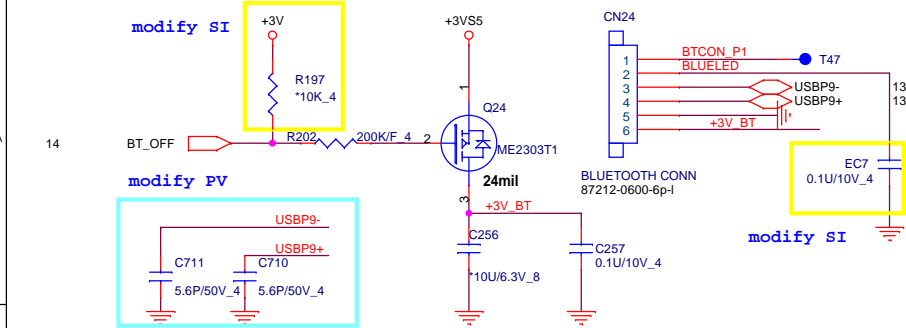 modify SI
+3V
R197
*10K_4
+3VS5
1
Q24
2
ME2303T1
24mil
3
14
BT_OFF
R202
200K/F_4
+3V_BT
C256
*10U/6.3V_8
C257
0.1U/10V_4
modify PV
USBP9-
USBP9+
C711
5.6P/50V_4
C710
5.6P/50V_4
CN24
1
2
3
4
5
6
BTCON_P1
T47
BLUELED
USBP9-
13
USBP9+
13
+3V_BT
BLUETOOTH CONN
87212-0600-6p-l
EC7
0.1U/10V_4
modify SI